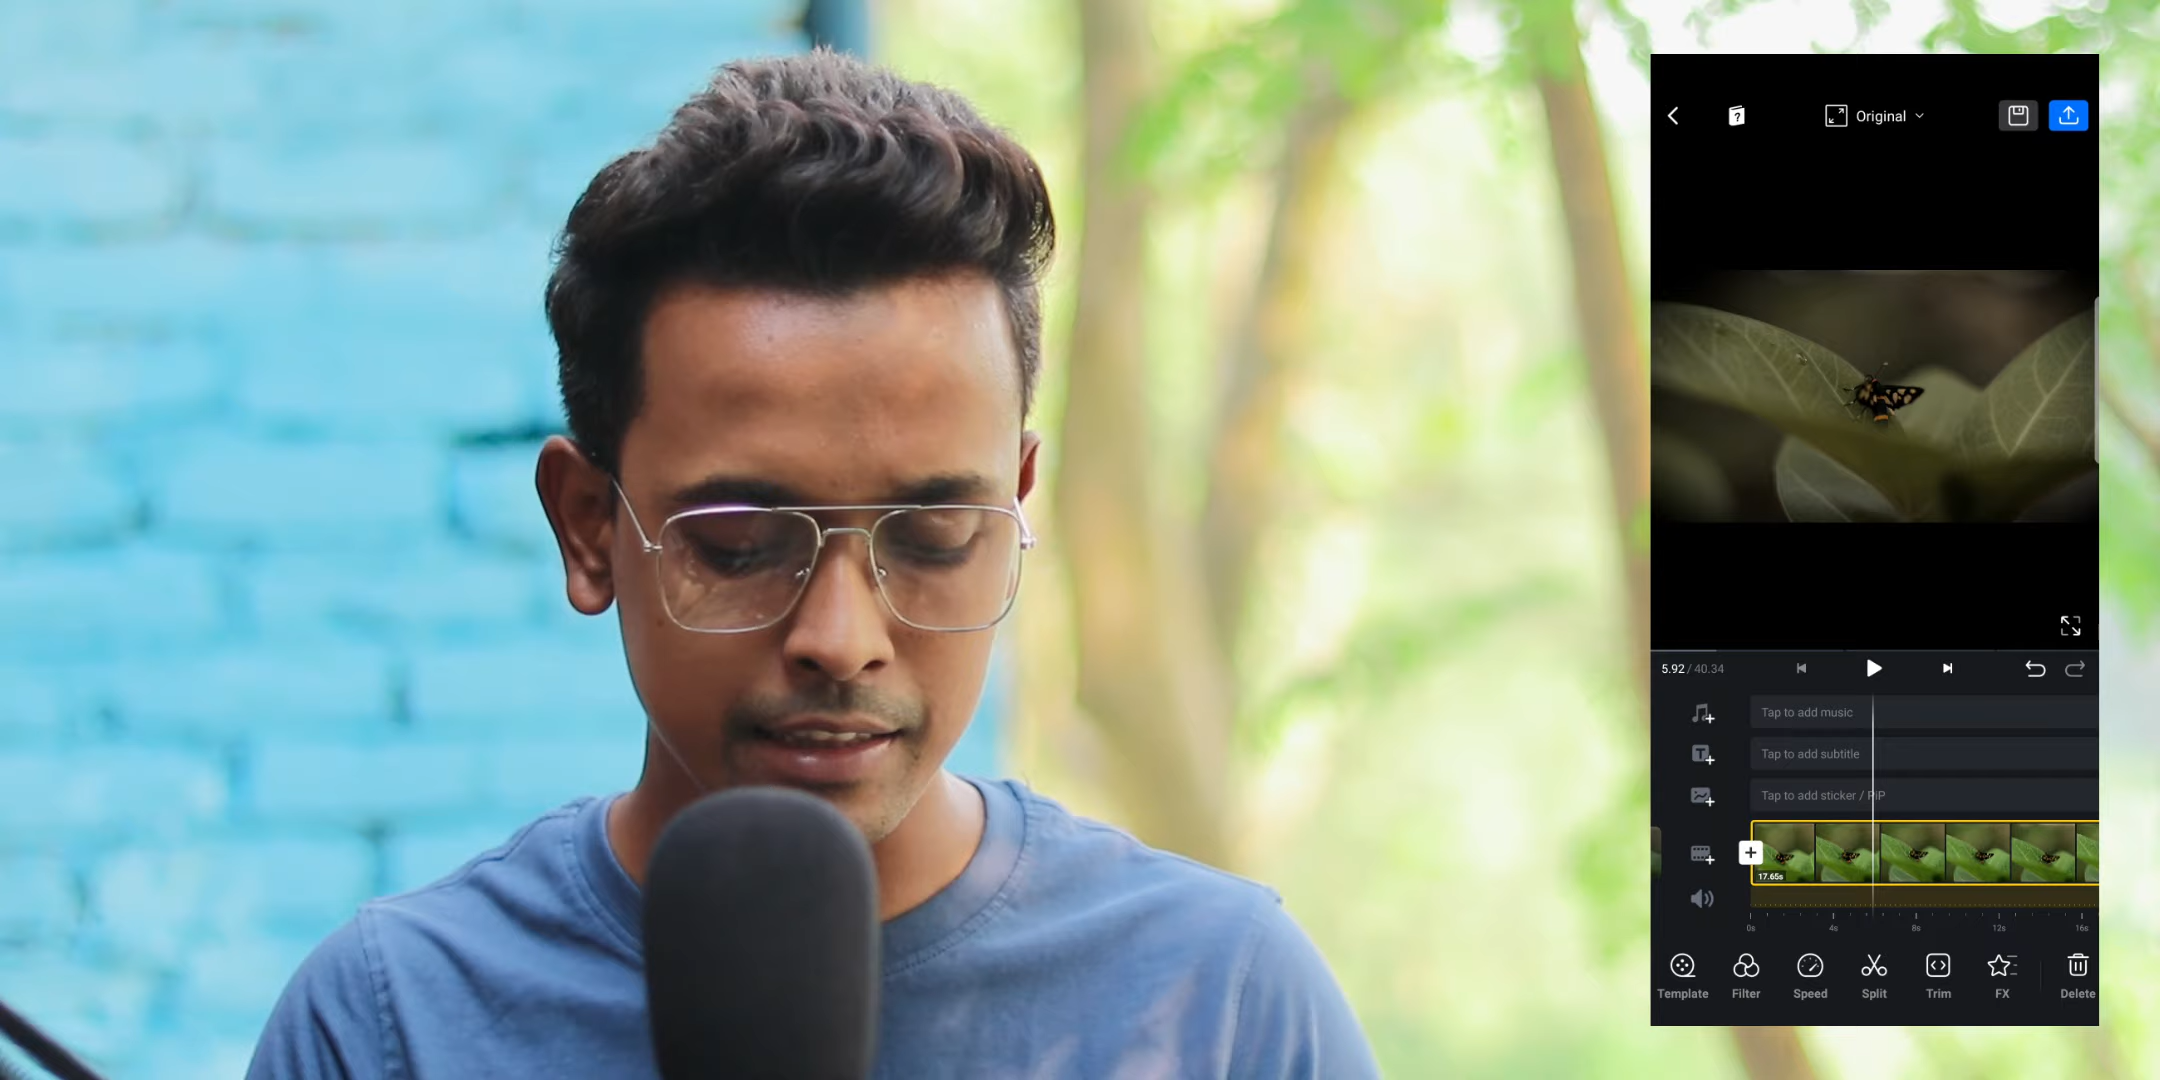 Original
5.92 / 40.34
Tap to add music
Tap to add subtitle
Tap to add sticker / PiP
17.65s
0s 4s 8s 12s 16s
Template Filter Speed Split Trim FX Delete